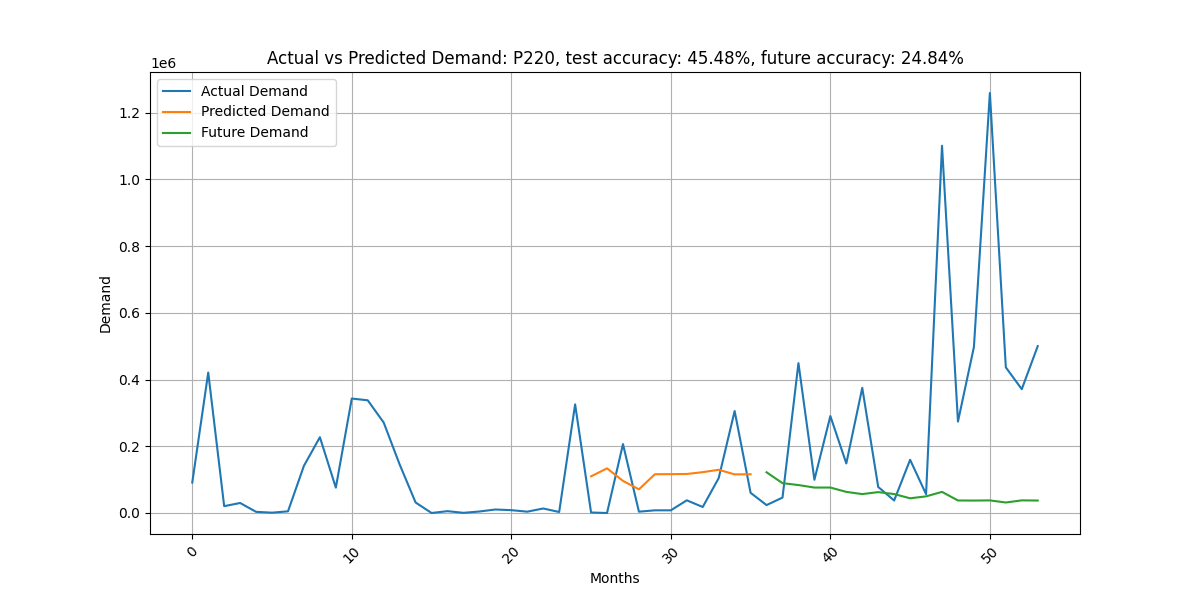 Actual vs Predicted Demand: P220, test accuracy: 45.48%, future accuracy: 24.84%
1e6
Actual Demand
Predicted Demand
Future Demand
1.2
1.0
0.8
0.6
0.4
0.2
0.0
Demand
0
10
20
30
40
50
Months